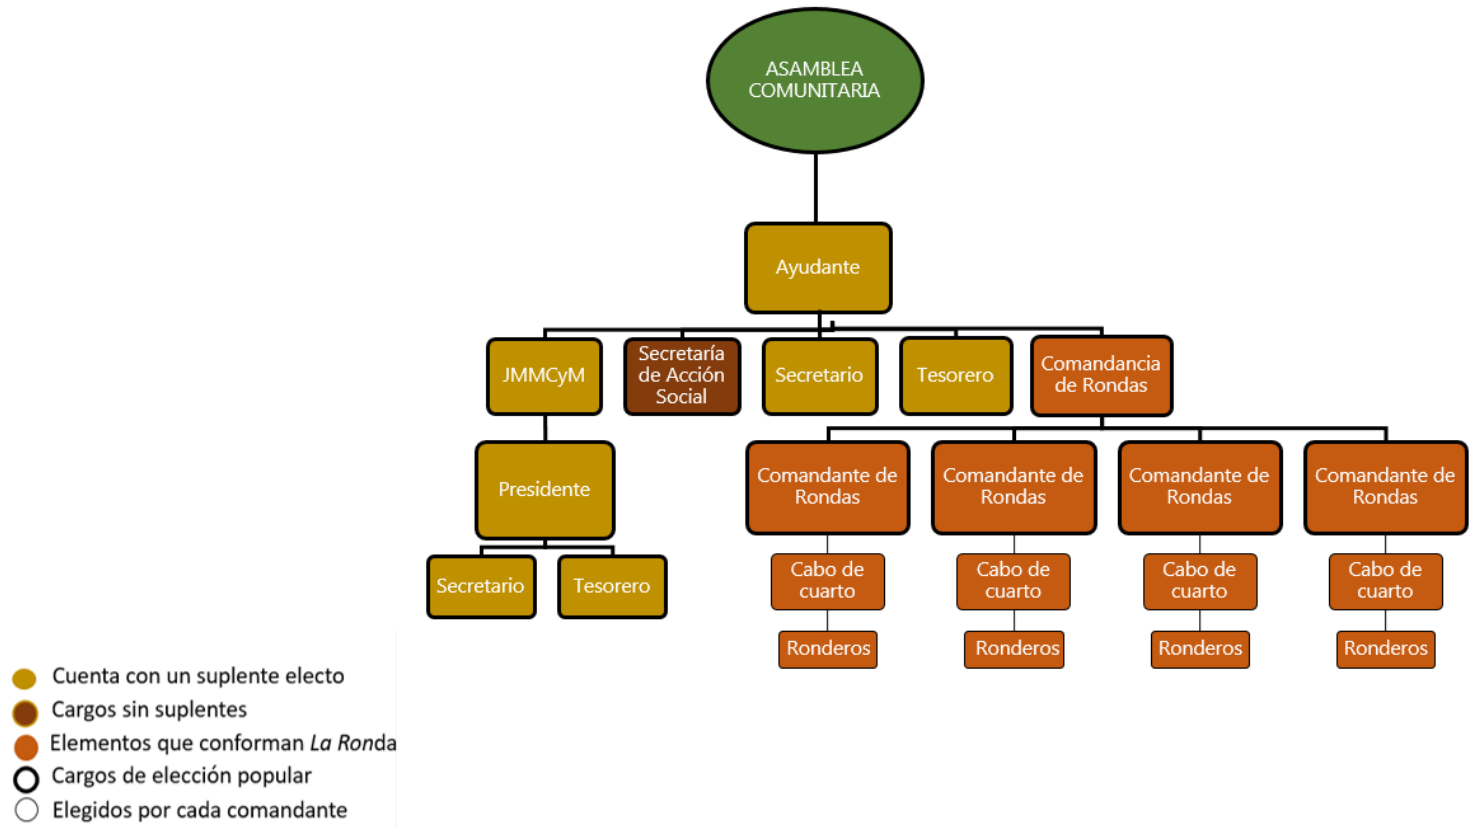 ASAMBLEA
COMUNITARIA
Ayudante
JMMCyM
Secretaría
de Acción
Social
Secretario
Tesorero
Comandancia
de Rondas
Presidente
Comandante de
Rondas
Comandante de
Rondas
Comandante de
Rondas
Comandante de
Rondas
Secretario
Tesorero
Cabo de
cuarto
Cabo de
cuarto
Cabo de
cuarto
Cabo de
cuarto
Ronderos
Ronderos
Ronderos
Ronderos
Cuenta con un suplente electo
Cargos sin suplentes
Elementos que conforman La Ronda
Cargos de elección popular
Elegidos por cada comandante